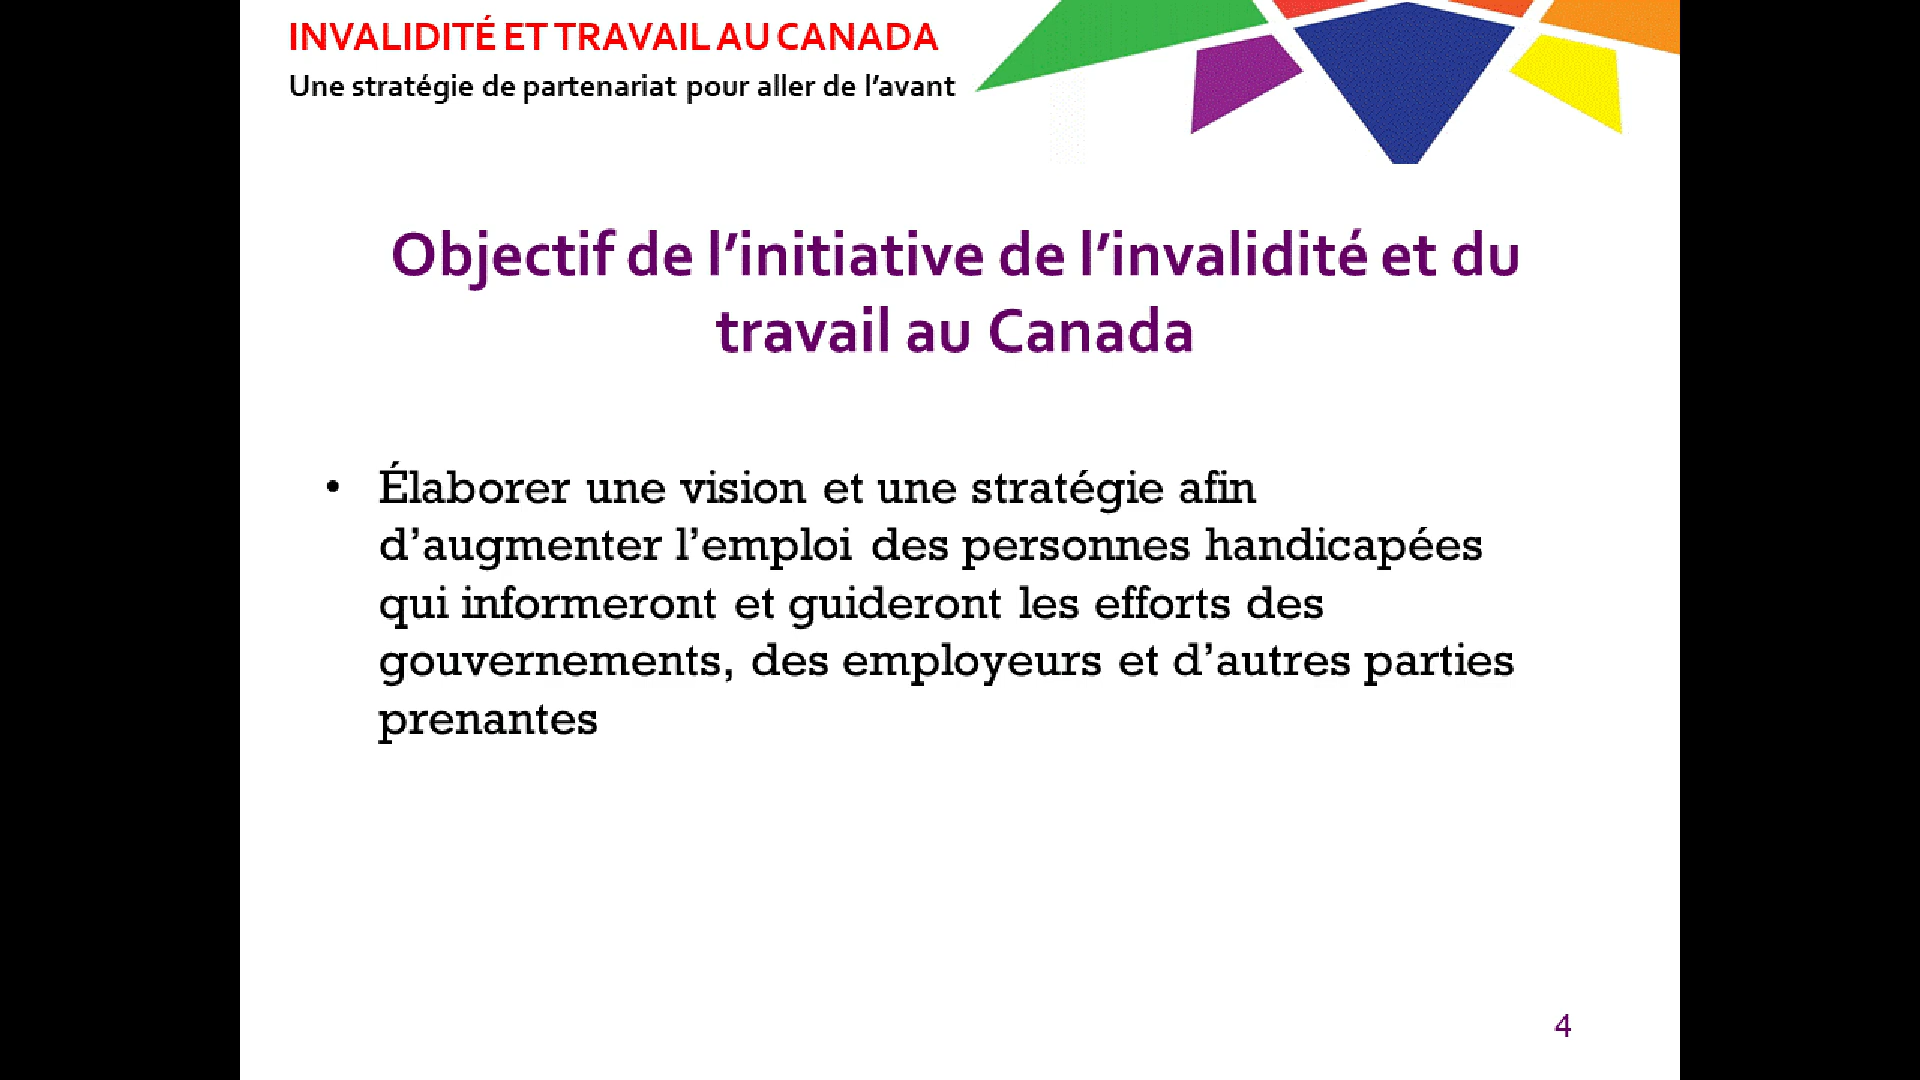 INVALIDITÉ ET TRAVAIL AU CANADA
Une stratégie de partenariat pour aller de l’avant
Objectif de l’initiative de l’invalidité et du
travail au Canada
• Élaborer une vision et une stratégie afin
d’augmenter l’emploi des personnes handicapées
qui informeront et guideront les efforts des
gouvernements, des employeurs et d’autres parties
prenantes
4